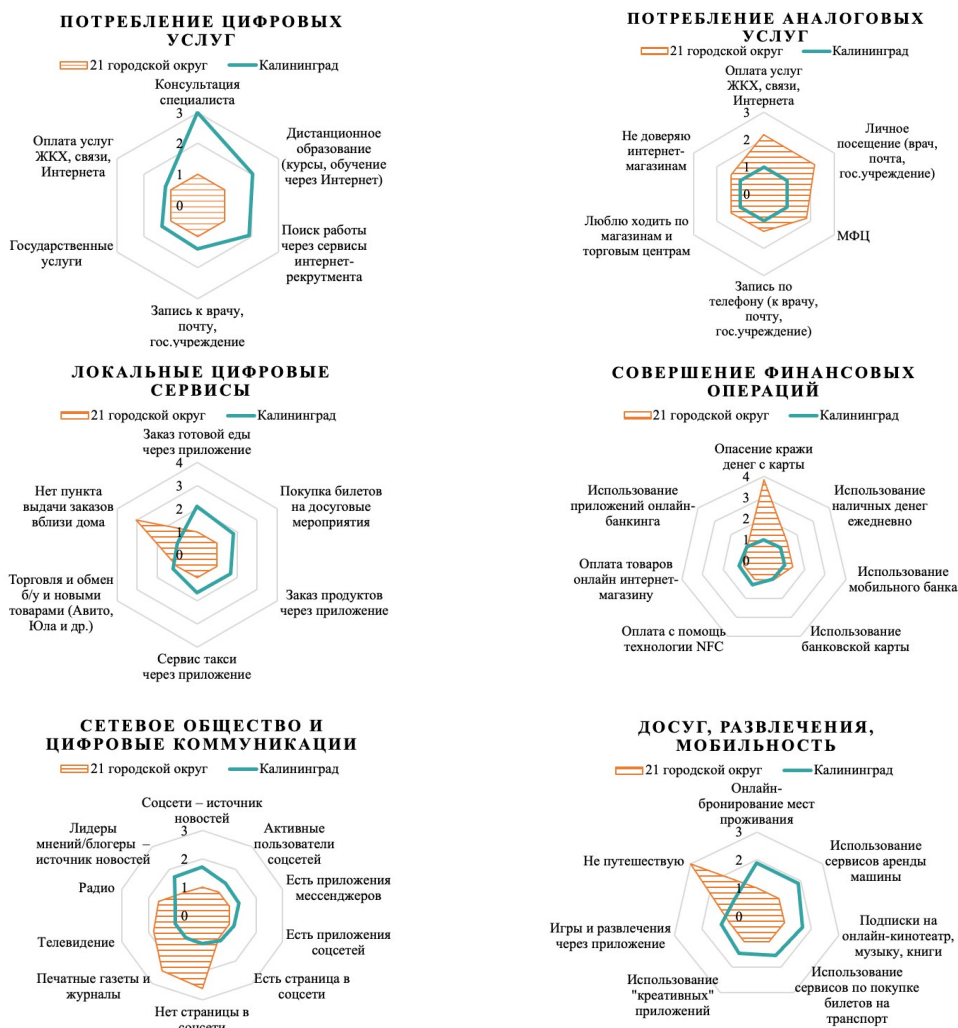 ПОТРЕБЛЕНИЕ ЦИФРОВЫХ
УСЛУГ
21 городской округ
Калининград
Консультация
специалиста
Дистанционное
образование
(курсы, обучение
через Интернет)
Поиск работы
через сервисы
интернет-
рекрутмента
Запись к врачу,
почту,
гос.учреждение
Государственные
услуги
Оплата услуг
ЖКХ, связи,
Интернета
3
2
1
0
ПОТРЕБЛЕНИЕ АНАЛОГОВЫХ
УСЛУГ
21 городской округ
Калининград
Оплата услуг
ЖКХ, связи,
Интернета
Личное
посещение (врач,
почта,
гос.учреждение)
МФЦ
Запись по
телефону (к врачу,
почту,
гос.учреждение)
Люблю ходить по
магазинам и
торговым центрам
Не доверяю
интернет-
магазинам
3
2
1
0
ЛОКАЛЬНЫЕ ЦИФРОВЫЕ
СЕРВИСЫ
21 городской округ
Калининград
Заказ готовой еды
через приложение
Покупка билетов
на досуговые
мероприятия
Заказ продуктов
через приложение
Сервис такси
через приложение
Торговля и обмен
б/у и новыми
товарами (Авито,
Юла и др.)
Нет пункта
выдачи заказов
вблизи дома
4
3
2
1
0
СОВЕРШЕНИЕ ФИНАНСОВЫХ
ОПЕРАЦИЙ
21 городской округ
Калининград
Опасение кражи
денег с карты
Использование
наличных денег
ежедневно
Использование
мобильного банка
Использование
банковской карты
Оплата с помощь
технологии NFC
Оплата товаров
онлайн интернет-
магазину
Использование
приложений онлайн-
банкинга
4
3
2
1
0
СЕТЕВОЕ ОБЩЕСТВО И
ЦИФРОВЫЕ КОММУНИКАЦИИ
21 городской округ
Калининград
Соцсети – источник
новостей
Активные
пользователи
соцсетей
Есть приложения
мессенджеров
Есть приложения
соцсетей
Есть страница в
соцсети
Нет страницы в
соцсети
Печатные газеты и
журналы
Телевидение
Радио
Лидеры
мнений/блогеры –
источник новостей
3
2
1
0
ДОСУГ, РАЗВЛЕЧЕНИЯ,
МОБИЛЬНОСТЬ
21 городской округ
Калининград
Онлайн-
бронирование мест
проживания
Использование
сервисов аренды
машины
Подписки на
онлайн-кинотеатр,
музыку, книги
Использование
сервисов по покупке
билетов на
транспорт
Использование
"креативных"
приложений
Игры и развлечения
через приложение
Не путешествую
3
2
1
0